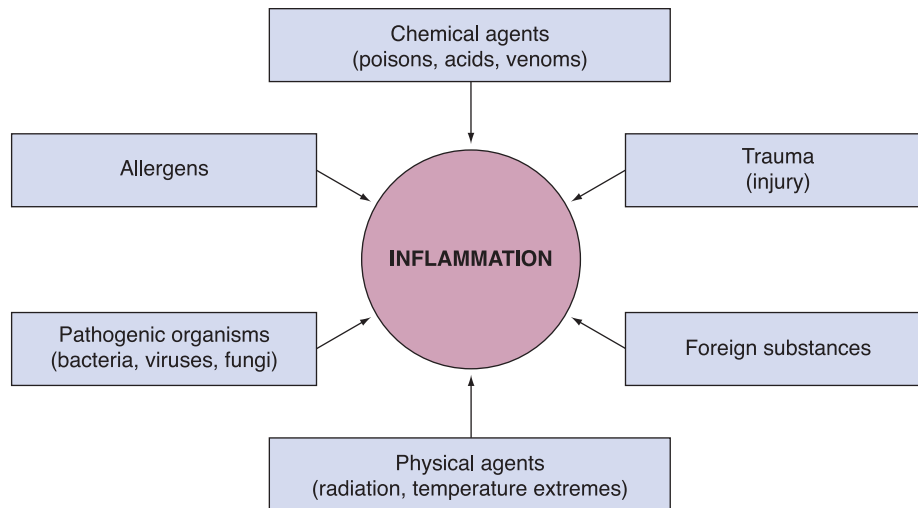 Chemical agents
(poisons, acids, venoms)
Allergens
Trauma
(injury)
INFLAMMATION
Pathogenic organisms
(bacteria, viruses, fungi)
Foreign substances
Physical agents
(radiation, temperature extremes)